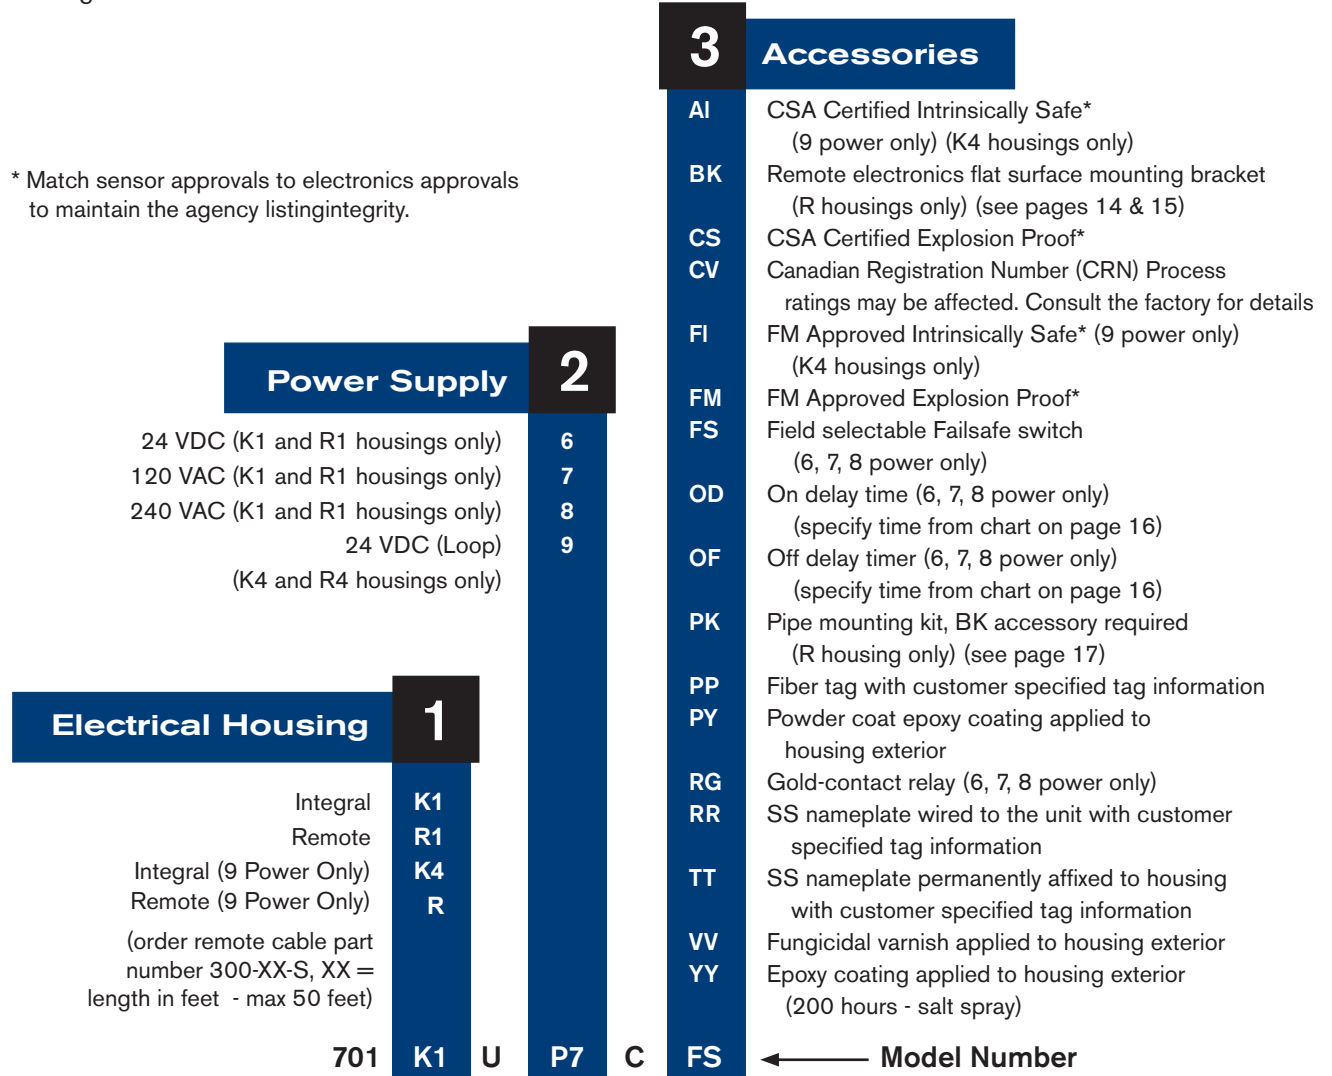 3 Accessories
AI CSA Certified Intrinsically Safe*
(9 power only) (K4 housings only)
BK Remote electronics flat surface mounting bracket
(R housings only) (see pages 14 & 15)
CS CSA Certified Explosion Proof*
CV Canadian Registration Number (CRN) Process
ratings may be affected. Consult the factory for details
FI FM Approved Intrinsically Safe* (9 power only)
(K4 housings only)
FM FM Approved Explosion Proof*
FS Field selectable Failsafe switch
(6, 7, 8 power only)
OD On delay time (6, 7, 8 power only)
(specify time from chart on page 16)
OF Off delay timer (6, 7, 8 power only)
(specify time from chart on page 16)
PK Pipe mounting kit, BK accessory required
(R housing only) (see page 17)
PP Fiber tag with customer specified tag information
PY Powder coat epoxy coating applied to
housing exterior
RG Gold-contact relay (6, 7, 8 power only)
RR SS nameplate wired to the unit with customer
specified tag information
TT SS nameplate permanently affixed to housing
with customer specified tag information
VV Fungicidal varnish applied to housing exterior
YY Epoxy coating applied to housing exterior
(200 hours - salt spray)
* Match sensor approvals to electronics approvals
to maintain the agency listingintegrity.
Power Supply 2
24 VDC (K1 and R1 housings only) 6
120 VAC (K1 and R1 housings only) 7
240 VAC (K1 and R1 housings only) 8
24 VDC (Loop) 9
(K4 and R4 housings only)
Electrical Housing 1
Integral K1
Remote R1
Integral (9 Power Only) K4
Remote (9 Power Only) R
(order remote cable part
number 300-XX-S, XX =
length in feet - max 50 feet)
701 K1 U P7 C FS Model Number